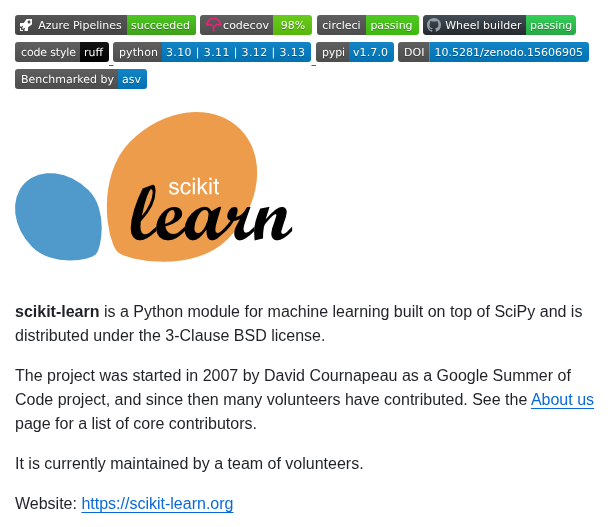 Azure Pipelines succeeded codecov 98% circleci passing Wheel builder passing
code style ruff python 3.10 | 3.11 | 3.12 | 3.13 pypi v1.7.0 DOI 10.5281/zenodo.15606905
Benchmarked by asv
scikit
learn
scikit-learn is a Python module for machine learning built on top of SciPy and is
distributed under the 3-Clause BSD license.
The project was started in 2007 by David Cournapeau as a Google Summer of
Code project, and since then many volunteers have contributed. See the About us
page for a list of core contributors.
It is currently maintained by a team of volunteers.
Website: https://scikit-learn.org